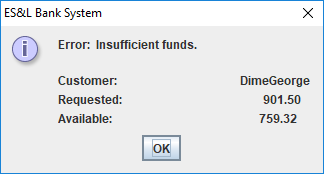 ES&L Bank System
Error: Insufficient funds.
Customer: DimeGeorge
Requested: 901.50
Available: 759.32
OK